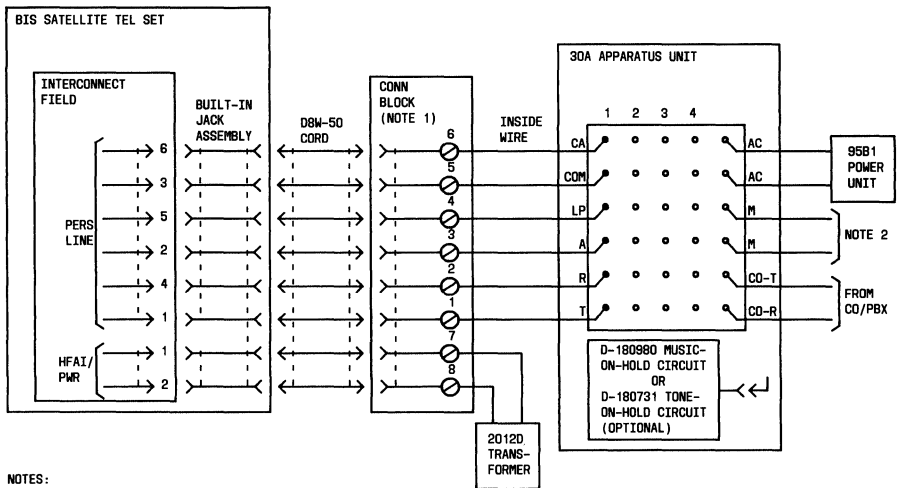 BIS SATELLITE TEL SET
INTERCONNECT
FIELD
BUILT-IN
JACK
ASSEMBLY
D8W-50
CORD
CONN
BLOCK
(NOTE 1)
INSIDE
WIRE
30A APPARATUS UNIT
1 2 3 4
6 6 CA AC
3 5 COM AC
5 4 LP M
2 3 A M
4 2 R CO-T
1 1 T CO-R
1 7
2 8
PERS
LINE
HFAI/
PWR
95B1
POWER
UNIT
NOTE 2
FROM
CO/PBX
D-180980 MUSIC-
ON-HOLD CIRCUIT
OR
D-180731 TONE-
ON-HOLD CIRCUIT
(OPTIONAL)
2012D
TRANS-
FORMER
NOTES: